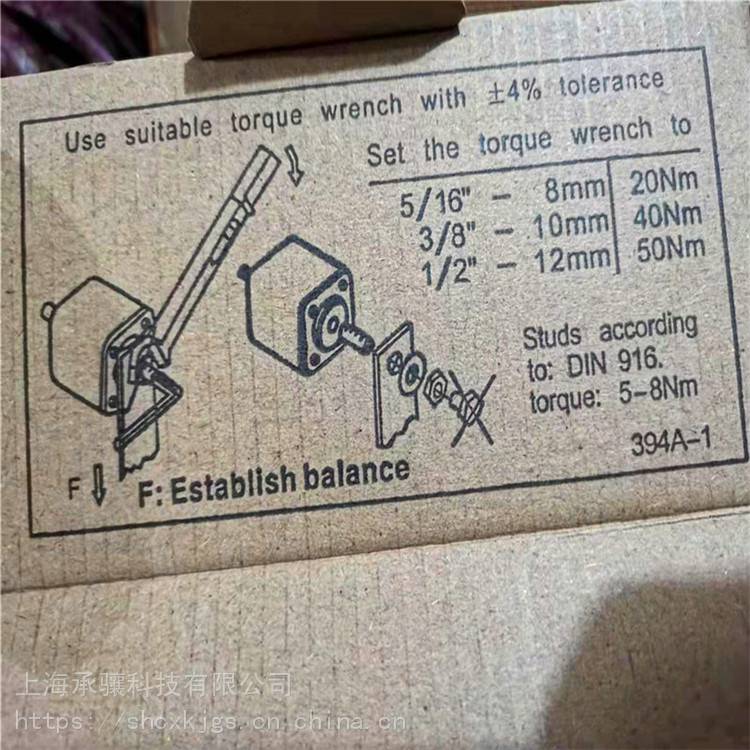 Use suitable torque wrench with ±4% tolerance
Set the torque wrench to
5/16" - 8mm 20Nm
3/8" - 10mm 40Nm
1/2" - 12mm 50Nm
Studs according
to: DIN 916.
torque: 5-8Nm
394A-1
F
F: Establish balance
上海承骧科技有限公司
https://shcxkjgs.cn.china.cn